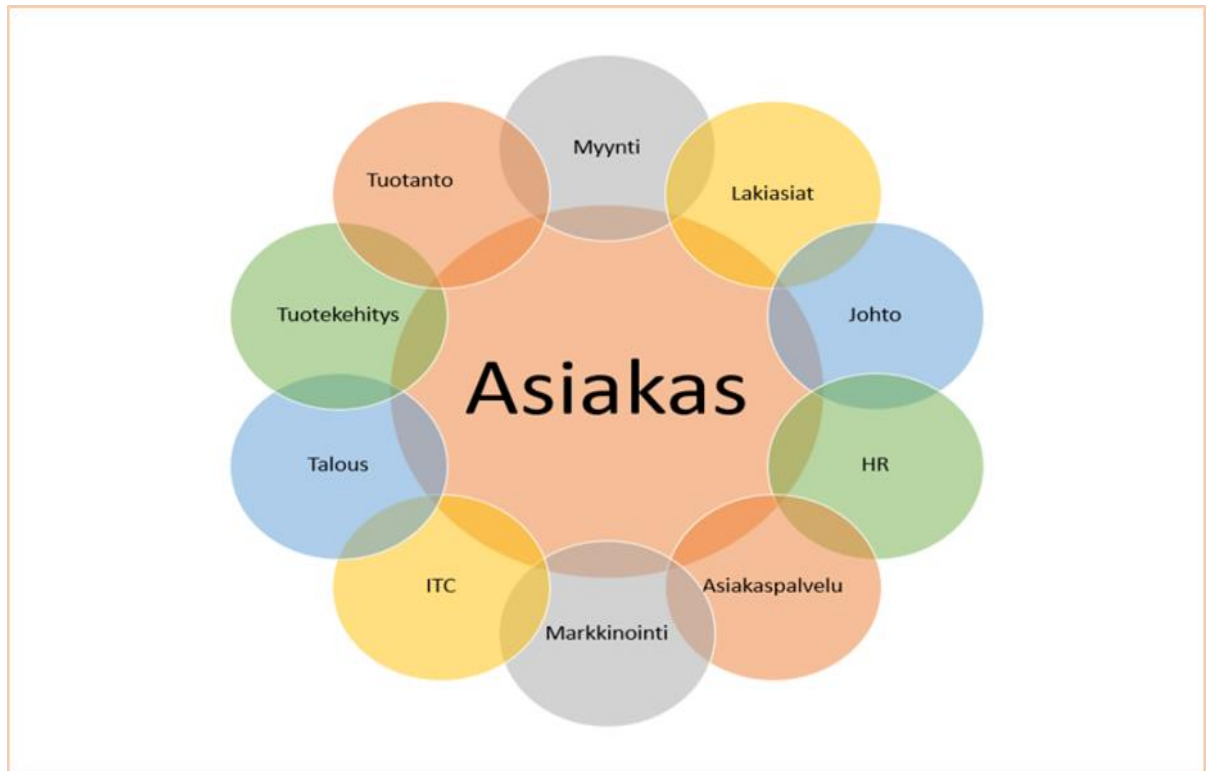 Myynti
Tuotanto
Lakiasiat
Tuotekehitys
Johto
Asiakas
Talous
HR
ITC
Asiakaspalvelu
Markkinointi